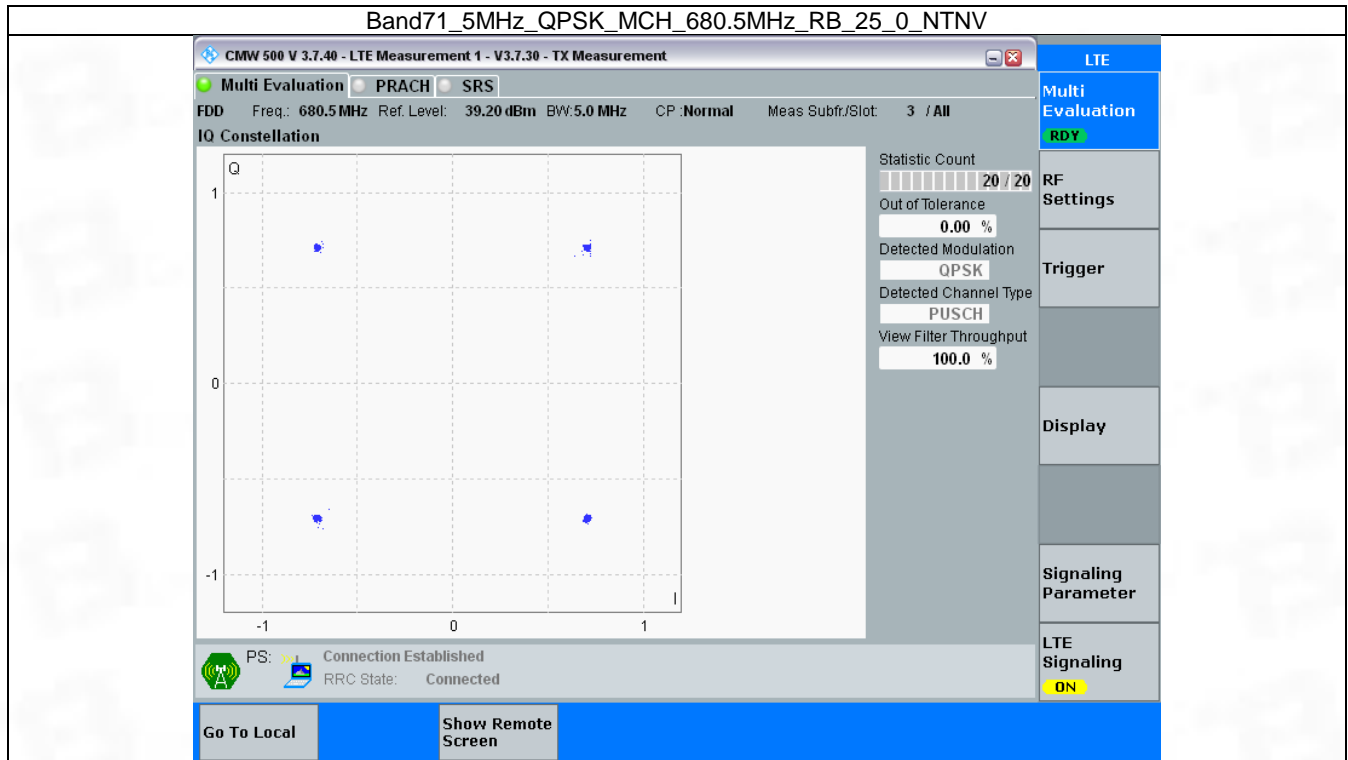 Band71_5MHz_QPSK_MCH_680.5MHz_RB_25_0_NTNV
CMW 500 V 3.7.40 - LTE Measurement 1 - V3.7.30 - TX Measurement
LTE
Multi Evaluation PRACH SRS
FDD Freq.: 680.5 MHz Ref. Level: 39.20 dBm BW: 5.0 MHz CP :Normal Meas Subfr./Slot: 3 / All
IQ Constellation
Q
1
0
-1
I
-1 0 1
Statistic Count
20 / 20
Out of Tolerance
0.00 %
Detected Modulation
QPSK
Detected Channel Type
PUSCH
View Filter Throughput
100.0 %
Multi
Evaluation
RDY
RF
Settings
Trigger
Display
Signaling
Parameter
LTE
Signaling
ON
PS: Connection Established
RRC State: Connected
Go To Local
Show Remote
Screen